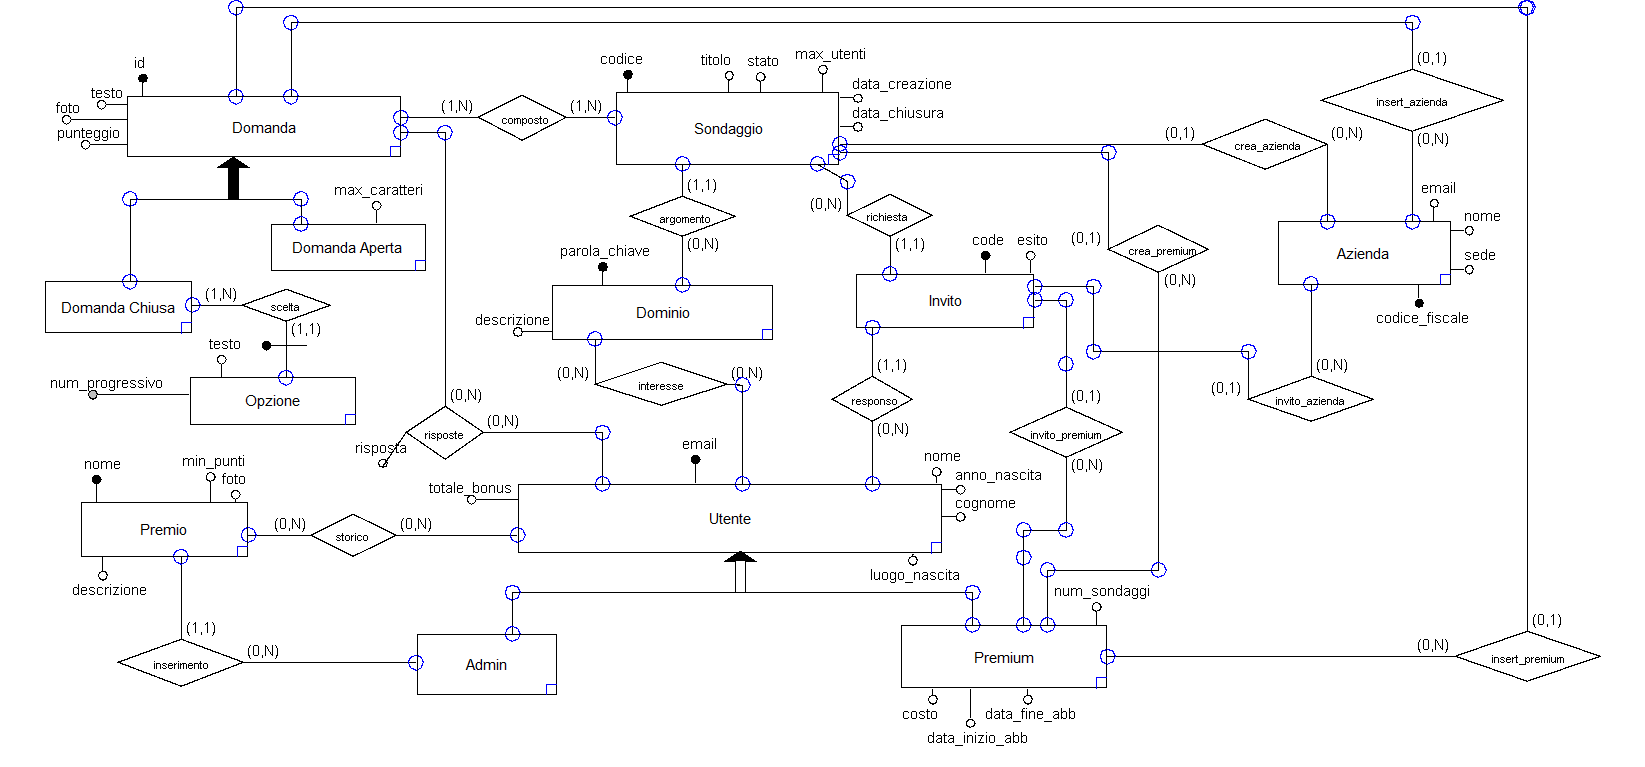 id
codice
titolo
stato
max_utenti
testo
foto
punteggio
Domanda
(1,N)
composto
(1,N)
Sondaggio
data_creazione
data_chiusura
(0,1)
crea_azienda
(0,N)
(0,1)
insert_azienda
(0,N)
max_caratteri
Domanda Aperta
(1,1)
argomento
(0,N)
(0,N)
richiesta
(1,1)
(0,1)
crea_premium
(0,N)
email
nome
Azienda
sede
codice_fiscale
Domanda Chiusa
(1,N)
scelta
(1,1)
parola_chiave
Dominio
descrizione
code
esito
Invito
testo
num_progressivo
Opzione
(0,N)
interesse
(0,N)
(1,1)
responso
(0,N)
(0,1)
invito_premium
(0,N)
(0,1)
invito_azienda
(0,N)
(0,N)
risposte
(0,N)
risposta
nome
min_punti
foto
Premio
descrizione
(0,N)
storico
(0,N)
totale_bonus
email
Utente
nome
anno_nascita
cognome
luogo_nascita
(1,1)
inserimento
(0,N)
Admin
num_sondaggi
Premium
costo
data_inizio_abb
data_fine_abb
(0,N)
insert_premium
(0,1)